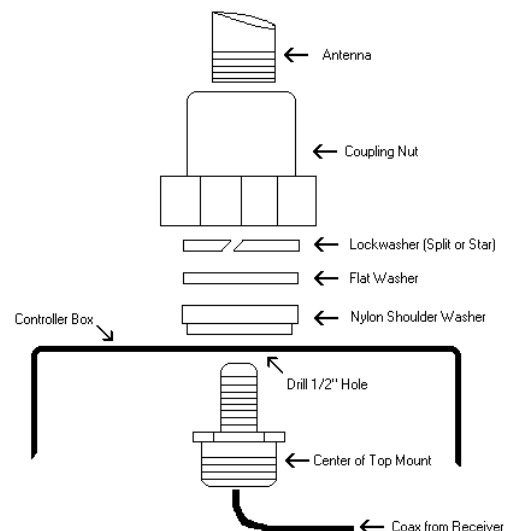 Antenna
Coupling Nut
Lockwasher (Split or Star)
Flat Washer
Nylon Shoulder Washer
Controller Box
Drill 1/2" Hole
Center of Top Mount
Coax from Receiver